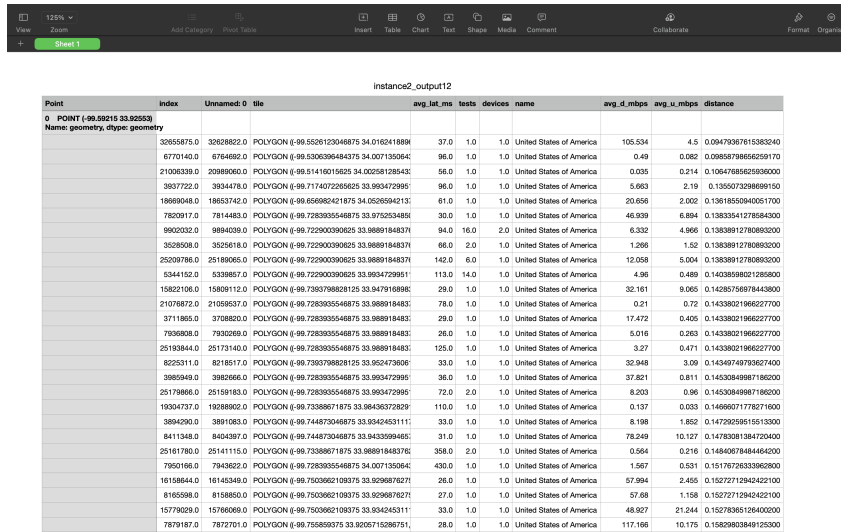 125%
View Zoom Add Category Pivot Table Insert Table Chart Text Shape Media Comment Collaborate Format Organis
+ Sheet 1
instance2_output12
Point index Unnamed: 0 tile avg_lat_ms tests devices name avg_d_mbps avg_u_mbps distance
0 POINT (-99.59215 33.92553)
Name: geometry, dtype: geometry
32655875.0 32628822.0 POLYGON ((-99.5526123046875 34.0162418896 37.0 1.0 1.0 United States of America 105.534 4.5 0.09479367615383240
6770140.0 6764692.0 POLYGON ((-99.5306396484375 34.0071350643 96.0 1.0 1.0 United States of America 0.49 0.082 0.09858798656259170
21006339.0 20989060.0 POLYGON ((-99.51416015625 34.002581285433 56.0 1.0 1.0 United States of America 0.035 0.214 0.10647685625936000
3937722.0 3934478.0 POLYGON ((-99.7174072265625 33.9934729951 96.0 1.0 1.0 United States of America 5.663 2.19 0.1355073298699150
18669048.0 18653742.0 POLYGON ((-99.656982421875 34.05265942137 61.0 1.0 1.0 United States of America 20.656 2.002 0.13618550940051700
7820917.0 7814483.0 POLYGON ((-99.7283935546875 33.9752534850 30.0 1.0 1.0 United States of America 46.939 6.894 0.13833541278584300
9902032.0 9894039.0 POLYGON ((-99.722900390625 33.98891848376 94.0 16.0 2.0 United States of America 6.332 4.966 0.13838912780893200
3528508.0 3525618.0 POLYGON ((-99.722900390625 33.98891848376 66.0 2.0 1.0 United States of America 1.266 1.52 0.13838912780893200
25209786.0 25189065.0 POLYGON ((-99.722900390625 33.98891848376 142.0 6.0 1.0 United States of America 12.058 5.004 0.13838912780893200
5344152.0 5339857.0 POLYGON ((-99.722900390625 33.99347299511 113.0 14.0 1.0 United States of America 4.96 0.489 0.14038598021285800
15822106.0 15809112.0 POLYGON ((-99.7393798828125 33.9479168982 29.0 1.0 1.0 United States of America 32.161 9.065 0.14285756978443800
21076872.0 21059537.0 POLYGON ((-99.7283935546875 33.9889184837 78.0 1.0 1.0 United States of America 0.21 0.72 0.14338021966227700
3711865.0 3708820.0 POLYGON ((-99.7283935546875 33.9889184837 29.0 1.0 1.0 United States of America 17.472 0.405 0.14338021966227700
7936808.0 7930269.0 POLYGON ((-99.7283935546875 33.9889184837 26.0 1.0 1.0 United States of America 5.016 0.263 0.14338021966227700
25193844.0 25173140.0 POLYGON ((-99.7283935546875 33.9889184837 125.0 1.0 1.0 United States of America 3.27 0.471 0.14338021966227700
8225311.0 8218517.0 POLYGON ((-99.7393798828125 33.9524736061 33.0 1.0 1.0 United States of America 32.948 3.09 0.14349749793627400
3985949.0 3982666.0 POLYGON ((-99.7283935546875 33.9934729951 36.0 1.0 1.0 United States of America 37.821 0.811 0.14530849987186200
25179866.0 25159183.0 POLYGON ((-99.7283935546875 33.9934729951 72.0 2.0 1.0 United States of America 8.203 0.96 0.14530849987186200
19304737.0 19288902.0 POLYGON ((-99.73388671875 33.98436372829 110.0 1.0 1.0 United States of America 0.137 0.033 0.14666071778271600
3894290.0 3891083.0 POLYGON ((-99.744873046875 33.9342453111 33.0 1.0 1.0 United States of America 8.198 1.852 0.14729259515513300
8411348.0 8404397.0 POLYGON ((-99.744873046875 33.9433599465 31.0 1.0 1.0 United States of America 78.249 10.127 0.14783081384720400
25161780.0 25141115.0 POLYGON ((-99.73388671875 33.98891848376 358.0 2.0 1.0 United States of America 0.564 0.216 0.14840678484464200
7950166.0 7943622.0 POLYGON ((-99.7283935546875 34.0071350643 430.0 1.0 1.0 United States of America 1.567 0.531 0.15176726333962800
16158644.0 16145349.0 POLYGON ((-99.750366210937​5 33.929687627 26.0 1.0 1.0 United States of America 57.994 2.455 0.15272712942422100
8165598.0 8158850.0 POLYGON ((-99.7503662109375 33.929687627 27.0 1.0 1.0 United States of America 57.68 1.158 0.15272712942422100
15779029.0 15766069.0 POLYGON ((-99.7503662109375 33.934245311 33.0 1.0 1.0 United States of America 48.927 21.244 0.15278365126400200
7879187.0 7872701.0 POLYGON ((-99.755859375 33.9205715286751, 28.0 1.0 1.0 United States of America 117.166 10.175 0.15829803849125300